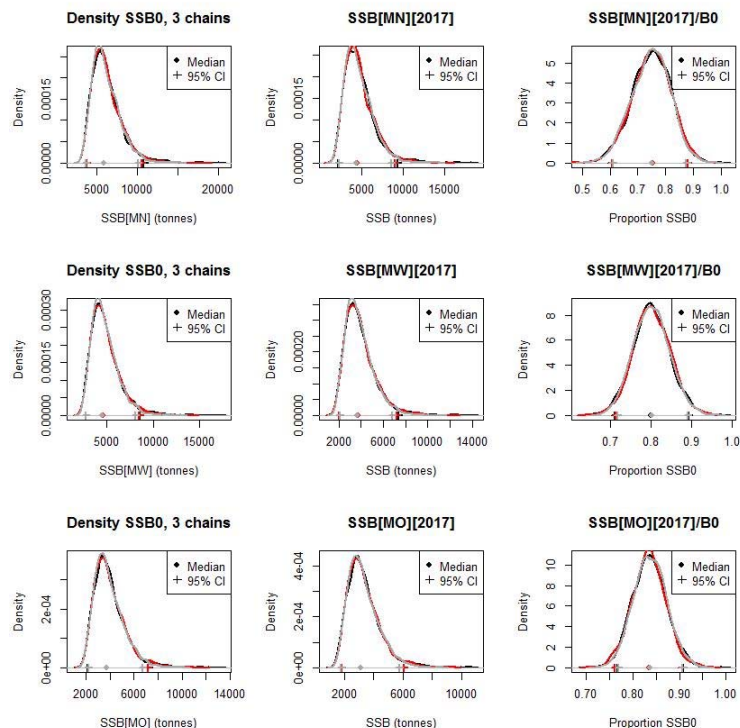 Density SSB0, 3 chains
Density
0.00000
0.00015
Median
95% CI
5000
10000
20000
SSB[MN] (tonnes)
SSB[MN][2017]
Density
0.00000
0.00015
Median
95% CI
5000
10000
15000
SSB (tonnes)
SSB[MN][2017]/B0
Density
0
1
2
3
4
5
Median
95% CI
0.5
0.6
0.7
0.8
0.9
1.0
Proportion SSB0
Density SSB0, 3 chains
Density
0.00000
0.00015
0.00030
Median
95% CI
5000
10000
15000
SSB[MW] (tonnes)
SSB[MW][2017]
Density
0.00000
0.00020
Median
95% CI
2000
6000
10000
14000
SSB (tonnes)
SSB[MW][2017]/B0
Density
0
2
4
6
8
Median
95% CI
0.7
0.8
0.9
1.0
Proportion SSB0
Density SSB0, 3 chains
Density
0e+00
2e-04
Median
95% CI
2000
6000
10000
14000
SSB[MO] (tonnes)
SSB[MO][2017]
Density
0e+00
2e-04
4e-04
Median
95% CI
2000
6000
10000
SSB (tonnes)
SSB[MO][2017]/B0
Density
0
2
4
6
8
10
Median
95% CI
0.70
0.80
0.90
1.00
Proportion SSB0